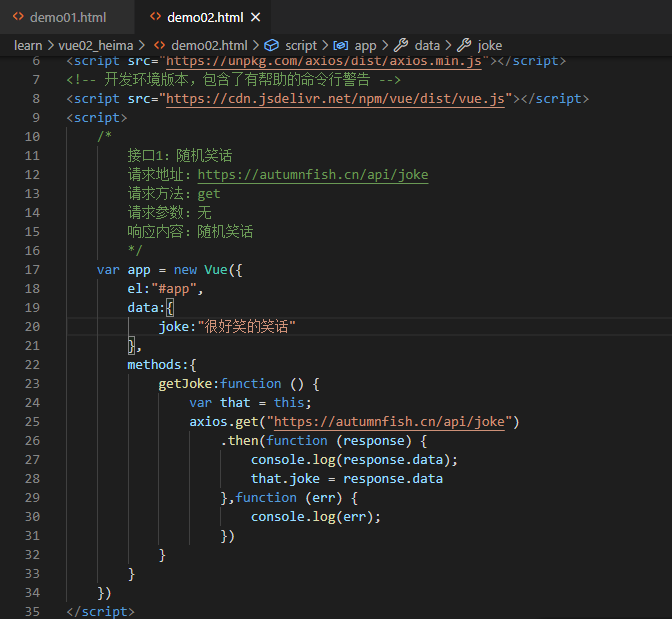 demo01.html demo02.html
learn > vue02_heima > demo02.html > script > app > data > joke
6 <script src="https://unpkg.com/axios/dist/axios.min.js"></script>
7 <!-- 开发环境版本，包含了有帮助的命令行警告 -->
8 <script src="https://cdn.jsdelivr.net/npm/vue/dist/vue.js"></script>
9 <script>
10 /*
11 接口1：随机笑话
12 请求地址：https://autumnfish.cn/api/joke
13 请求方法：get
14 请求参数：无
15 响应内容：随机笑话
16 */
17 var app = new Vue({
18 el:"#app",
19 data:{
20 joke:"很好笑的笑话"
21 },
22 methods:{
23 getJoke:function () {
24 var that = this;
25 axios.get("https://autumnfish.cn/api/joke")
26 .then(function (response) {
27 console.log(response.data);
28 that.joke = response.data
29 },function (err) {
30 console.log(err);
31 })
32 }
33 }
34 })
35 </script>